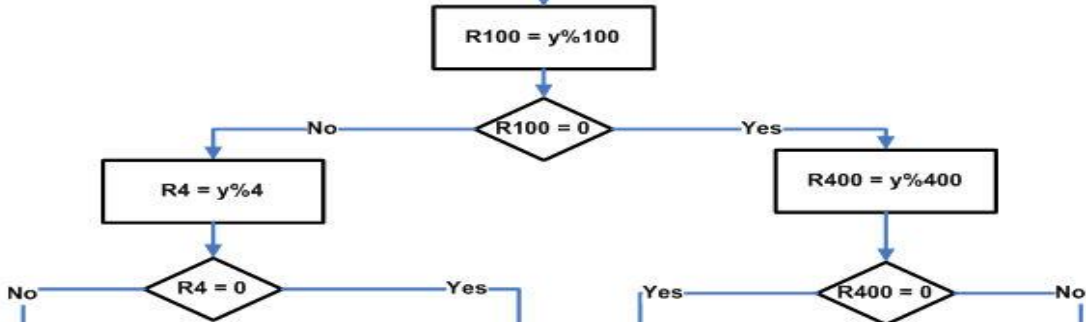 R100 = y%100
No
R100 = 0
Yes
R4 = y%4
R400 = y%400
No
R4 = 0
Yes
Yes
R400 = 0
No